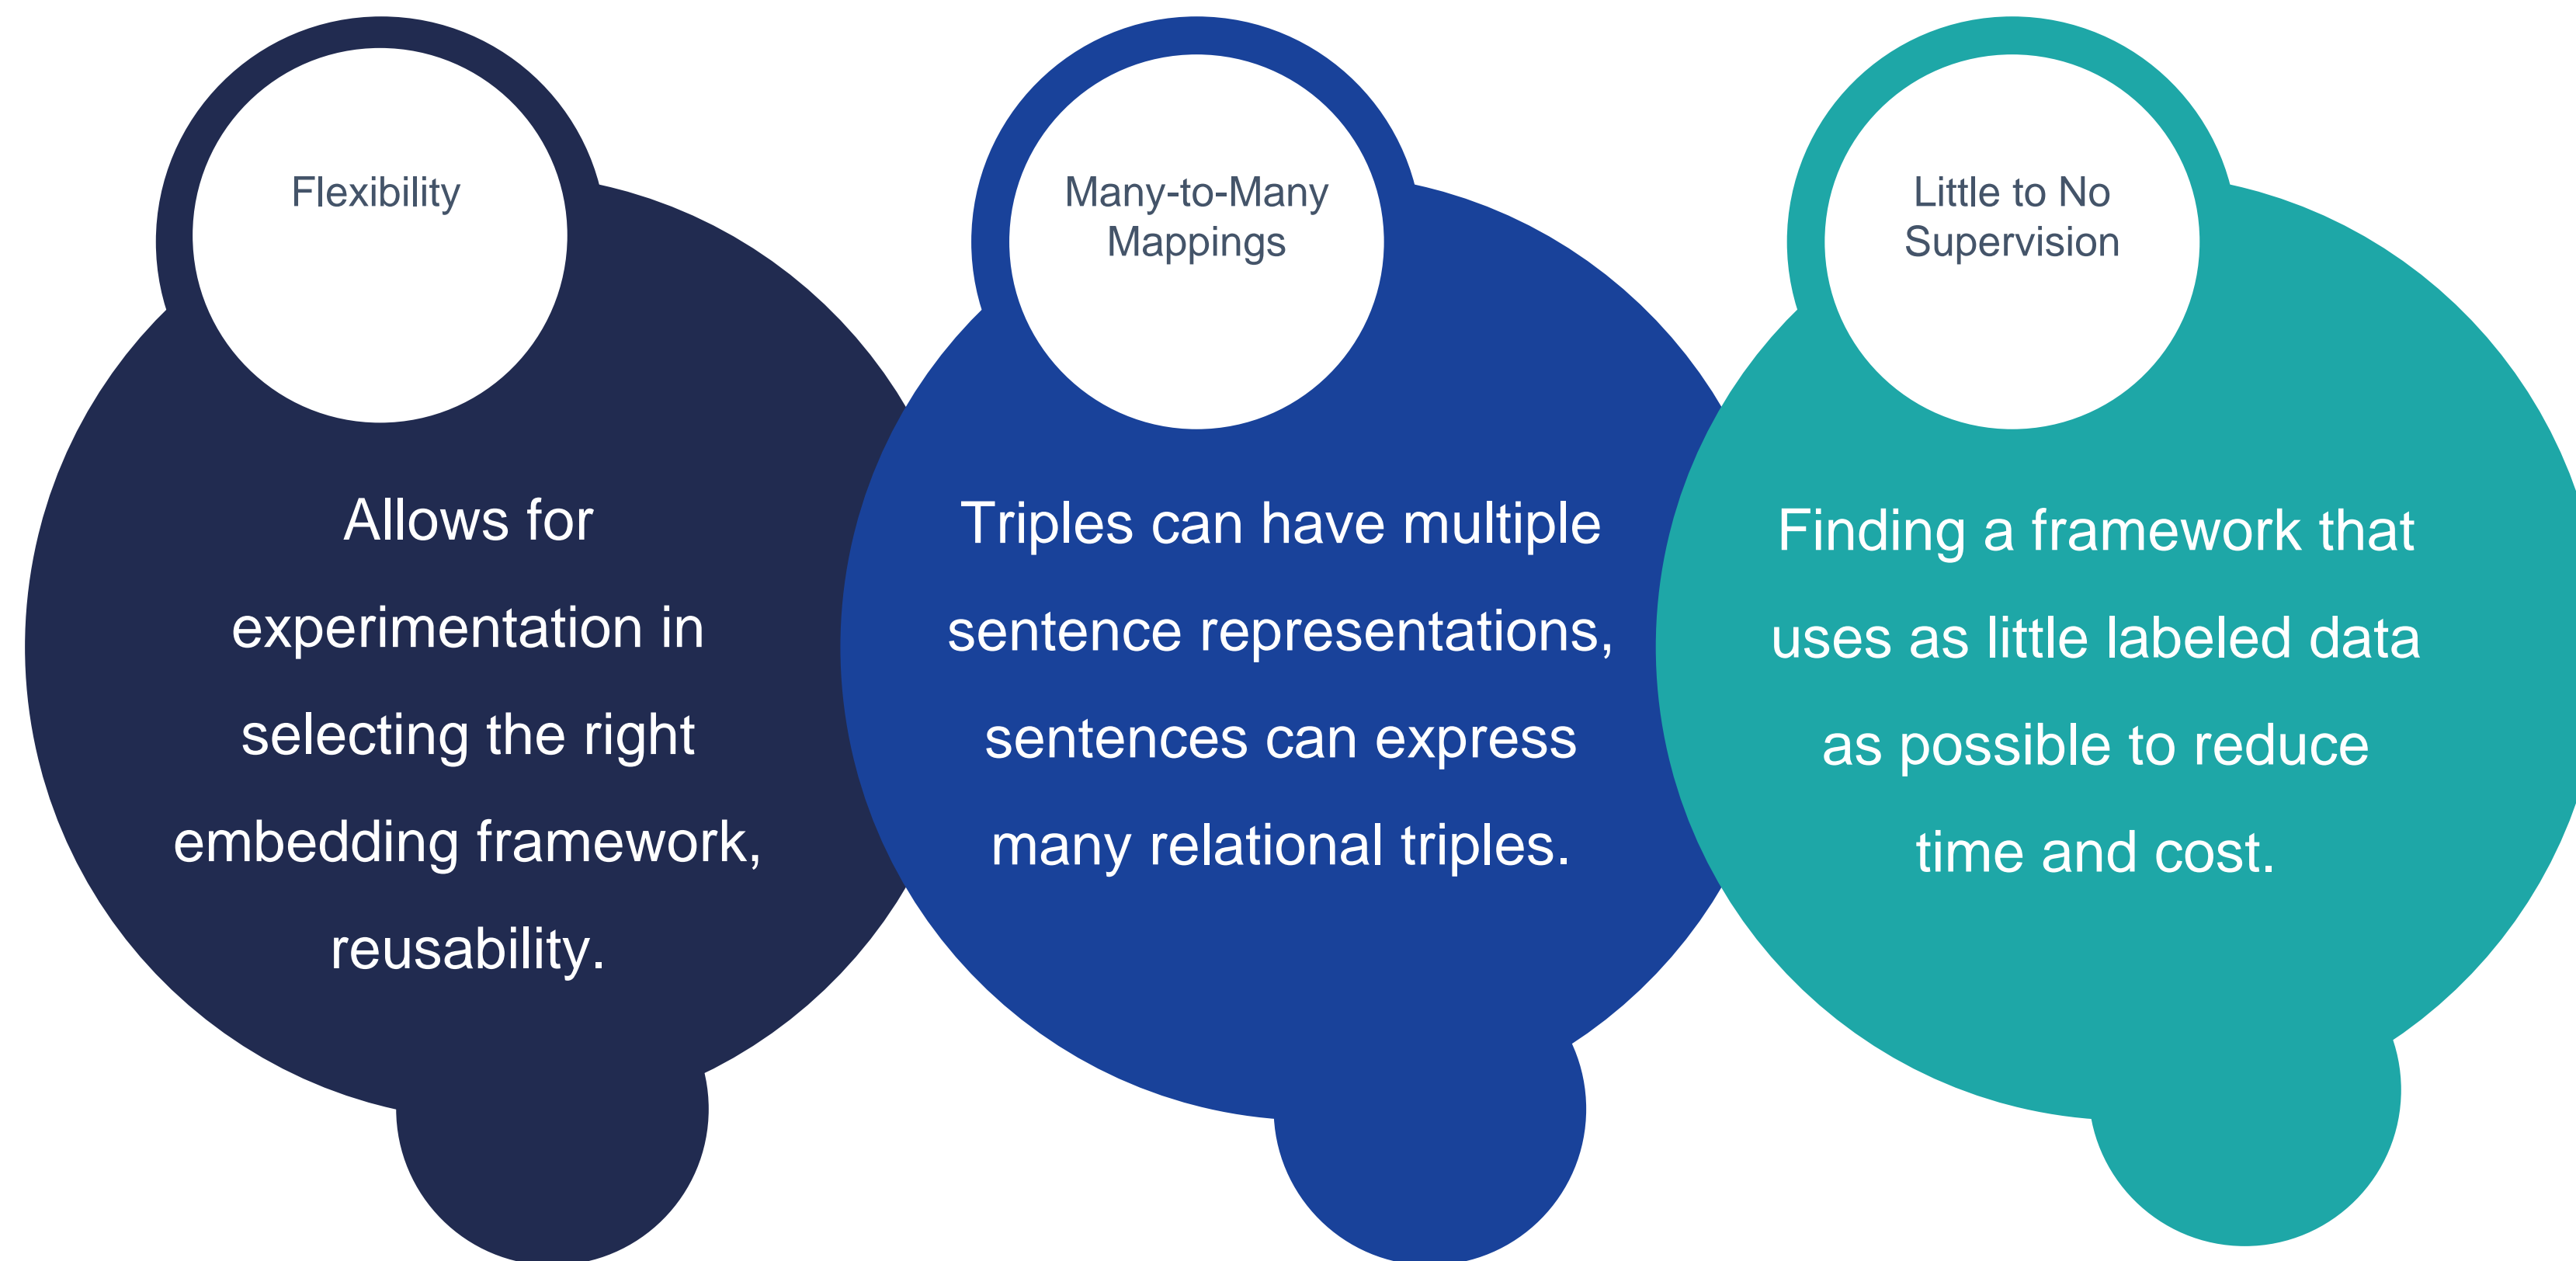 Flexibility
Allows for
experimentation in
selecting the right
embedding framework,
reusability.
Many-to-Many
Mappings
Triples can have multiple
sentence representations,
sentences can express
many relational triples.
Little to No
Supervision
Finding a framework that
uses as little labeled data
as possible to reduce
time and cost.